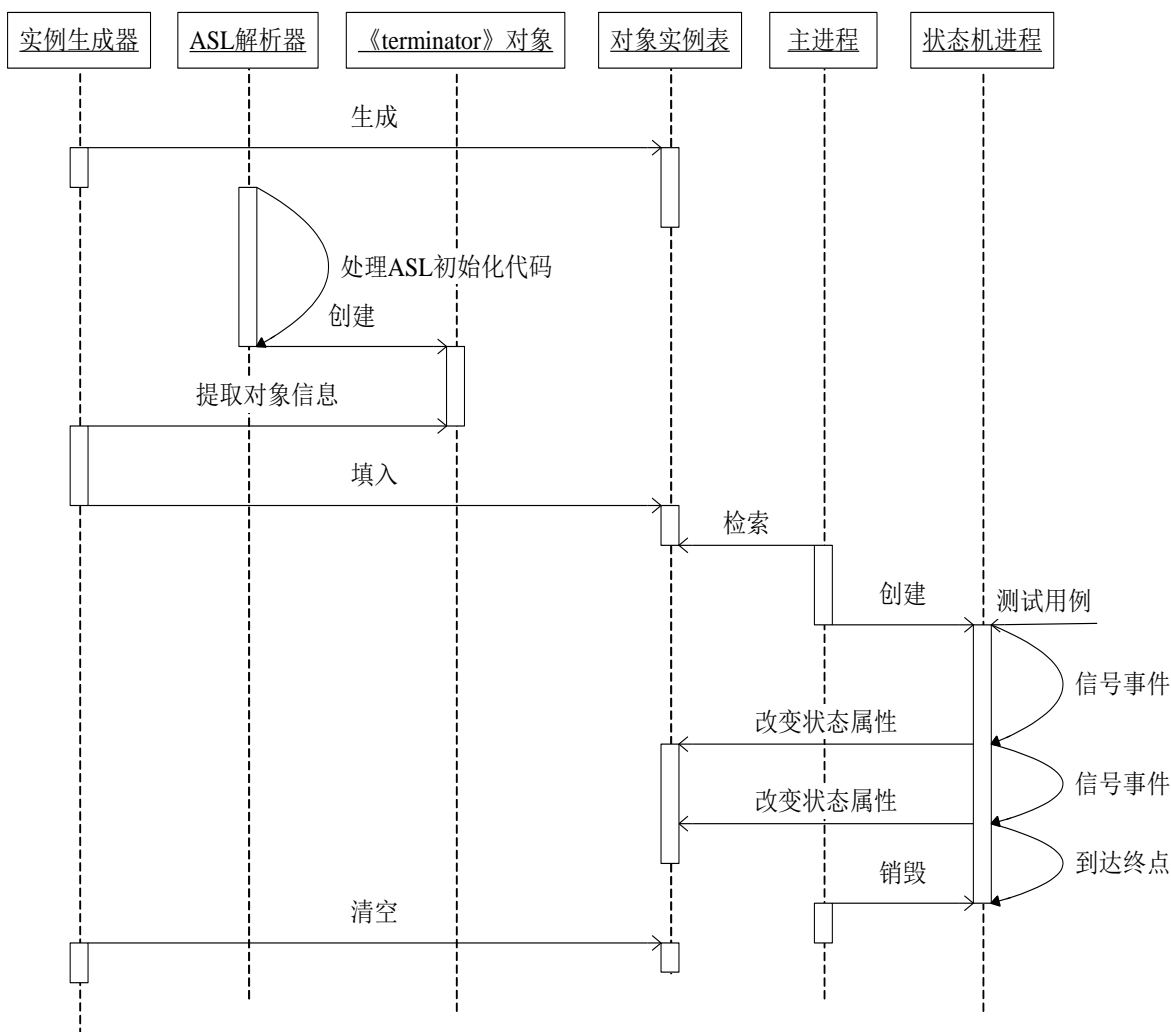 实例生成器
ASL解析器
《terminator》对象
对象实例表
主进程
状态机进程
生成
处理ASL初始化代码
创建
提取对象信息
填入
检索
创建
测试用例
信号事件
改变状态属性
信号事件
改变状态属性
到达终点
销毁
清空